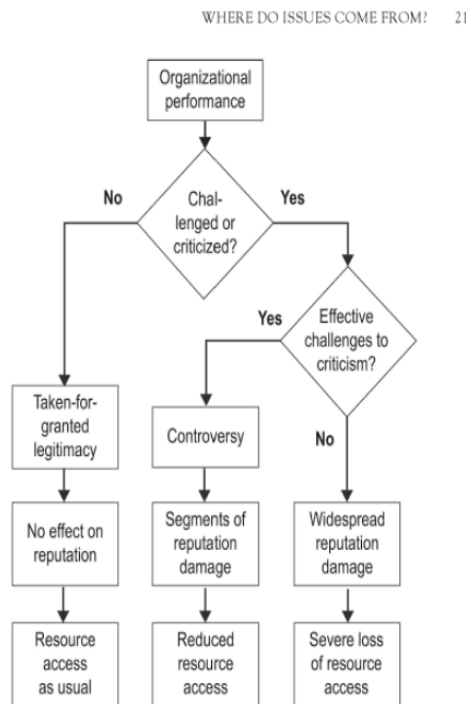 WHERE DO ISSUES COME FROM? 21
Organizational
performance
No
Chal-
lenged or
criticized?
Yes
Yes
Effective
challenges to
criticism?
Taken-for-
granted
legitimacy
Controversy
No
No effect on
reputation
Segments of
reputation
damage
Widespread
reputation
damage
Resource
access
as usual
Reduced
resource
access
Severe loss
of resource
access